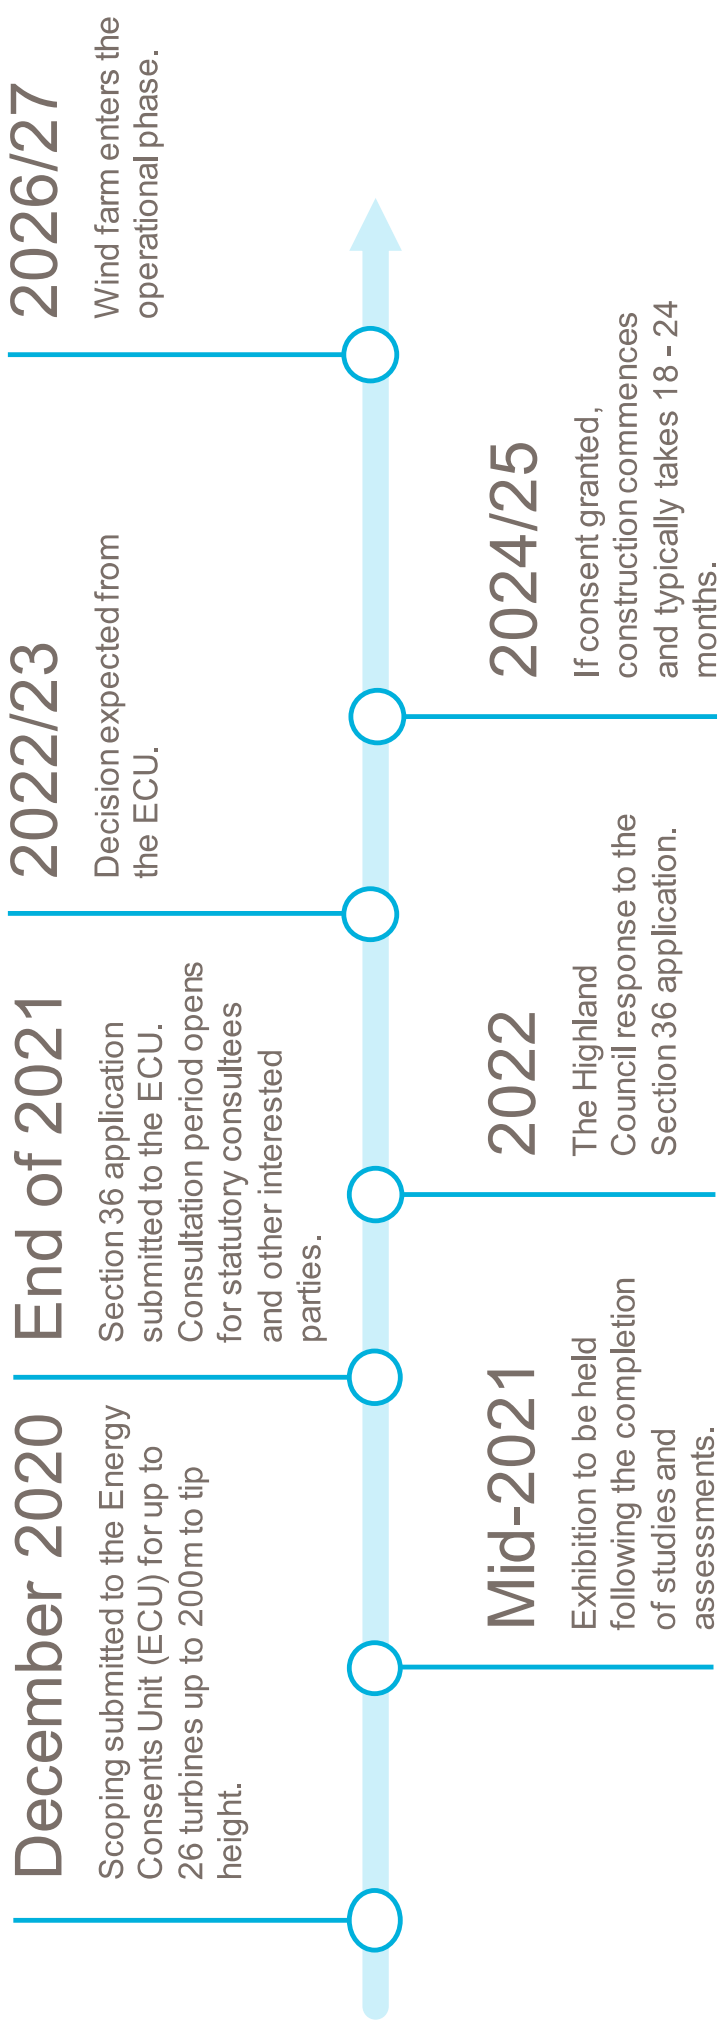 December 2020
Scoping submitted to the Energy
Consents Unit (ECU) for up to
26 turbines up to 200m to tip
height.
Mid-2021
Exhibition to be held
following the completion
of studies and
assessments.
End of 2021
Section 36 application
submitted to the ECU.
Consultation period opens
for statutory consultees
and other interested
parties.
2022
The Highland
Council response to the
Section 36 application.
2022/23
Decision expected from
the ECU.
2024/25
If consent granted,
construction commences
and typically takes 18 - 24
months.
2026/27
Wind farm enters the
operational phase.